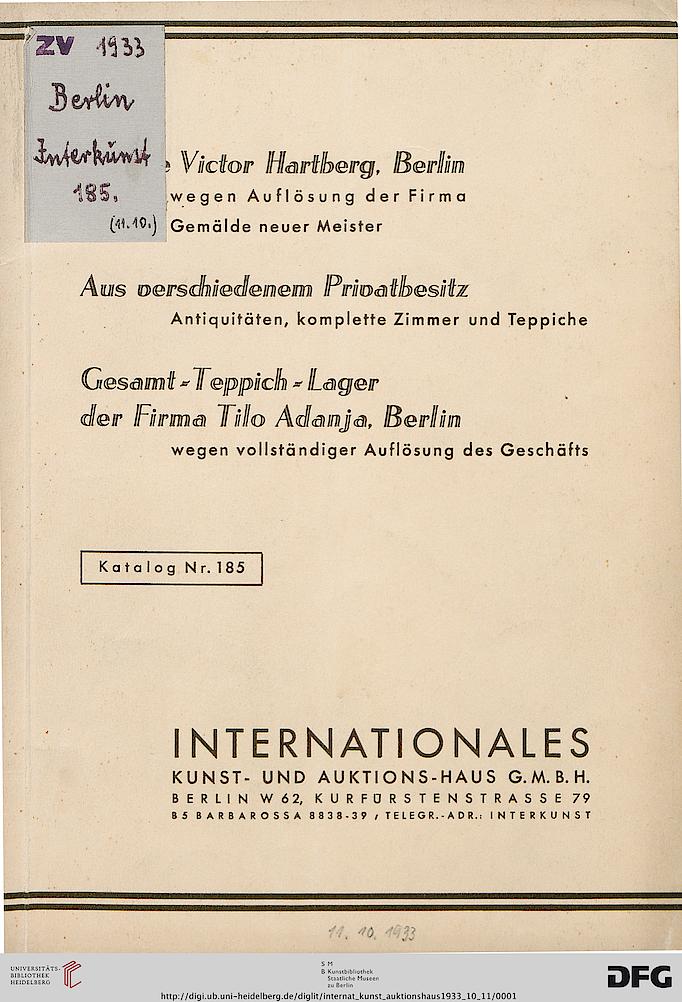 ZV 1933
Berlin
Interkunst
185.
(11.10.)
e Victor Hartberg, Berlin
wegen Auflösung der Firma
Gemälde neuer Meister
Aus verschiedenem Privatbesitz
Antiquitäten, komplette Zimmer und Teppiche
Gesamt-Teppich-Lager
der Firma Tilo Adanja, Berlin
wegen vollständiger Auflösung des Geschäfts
Katalog Nr. 185
INTERNATIONALES
KUNST- UND AUKTIONS-HAUS G. M. B. H.
BERLIN W 62, KURFÜRSTENSTRASSE 79
B5 BARBAROSSA 8838-39 / TELEGR.-ADR.: INTERKUNST
11. 10. 1933
UNIVERSITÄTS-
BIBLIOTHEK
HEIDELBERG
S M
B Kunstbibliothek
Staatliche Museen
zu Berlin
DFG
http://digi.ub.uni-heidelberg.de/diglit/internat_kunst_auktionshaus1933_10_11/0001